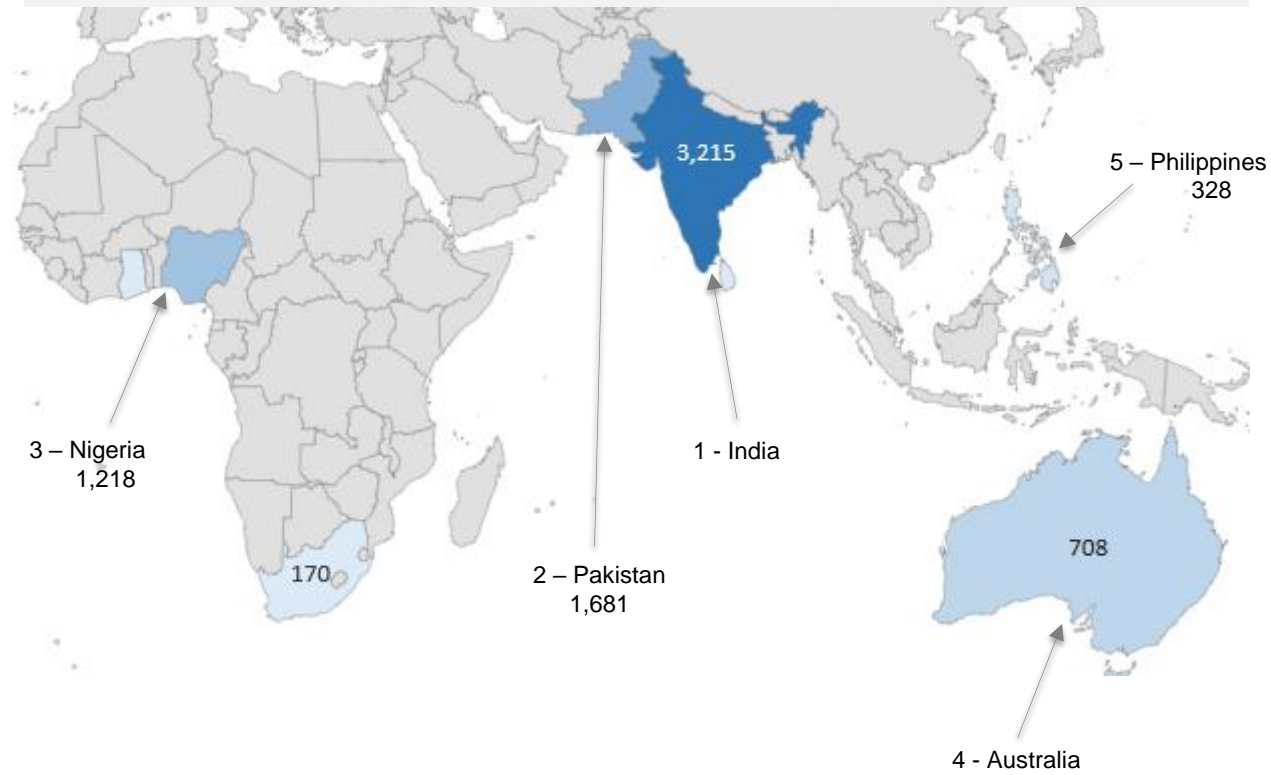 3,215
5 – Philippines
328
3 – Nigeria
1,218
1 - India
170
2 – Pakistan
1,681
708
4 - Australia